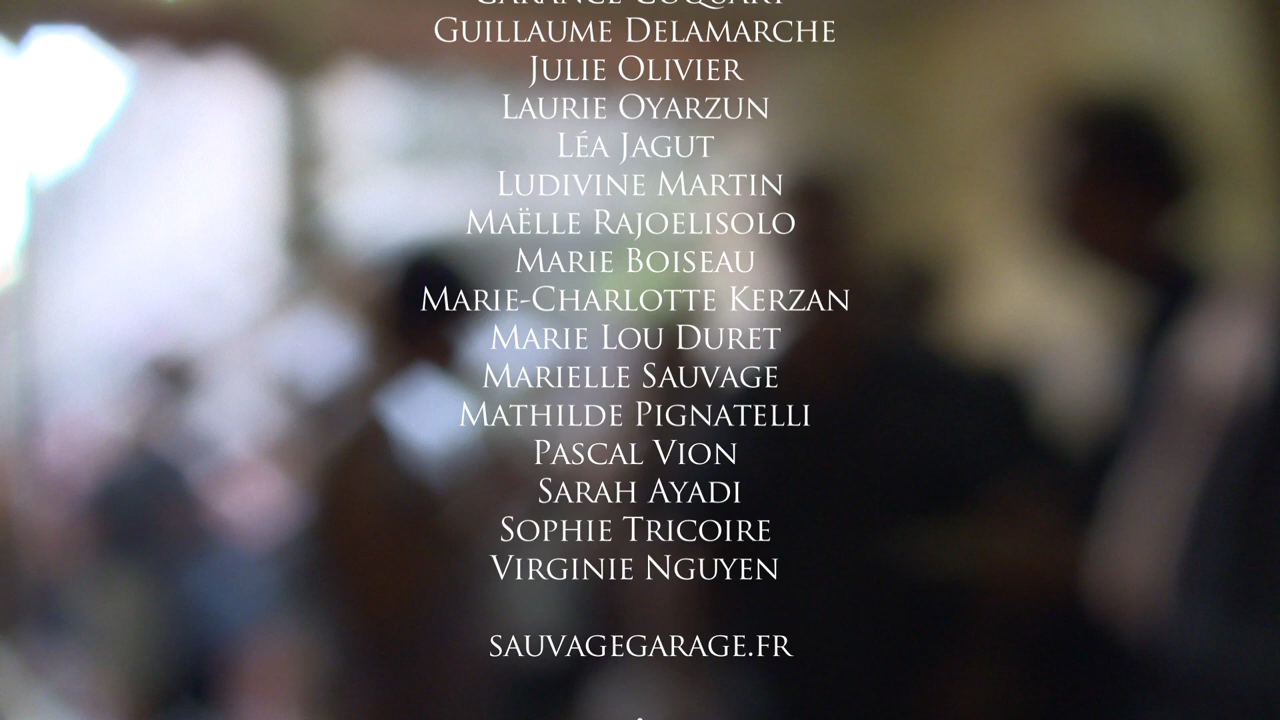 Guillaume Delamarche
Julie Olivier
Laurie Oyarzun
Léa Jagut
Ludivine Martin
Maëlle Rajoelisolo
Marie Boiseau
Marie-Charlotte Kerzan
Marie Lou Duret
Marielle Sauvage
Mathilde Pignatelli
Pascal Vion
Sarah Ayadi
Sophie Tricoire
Virginie Nguyen
sauvagegarage.fr